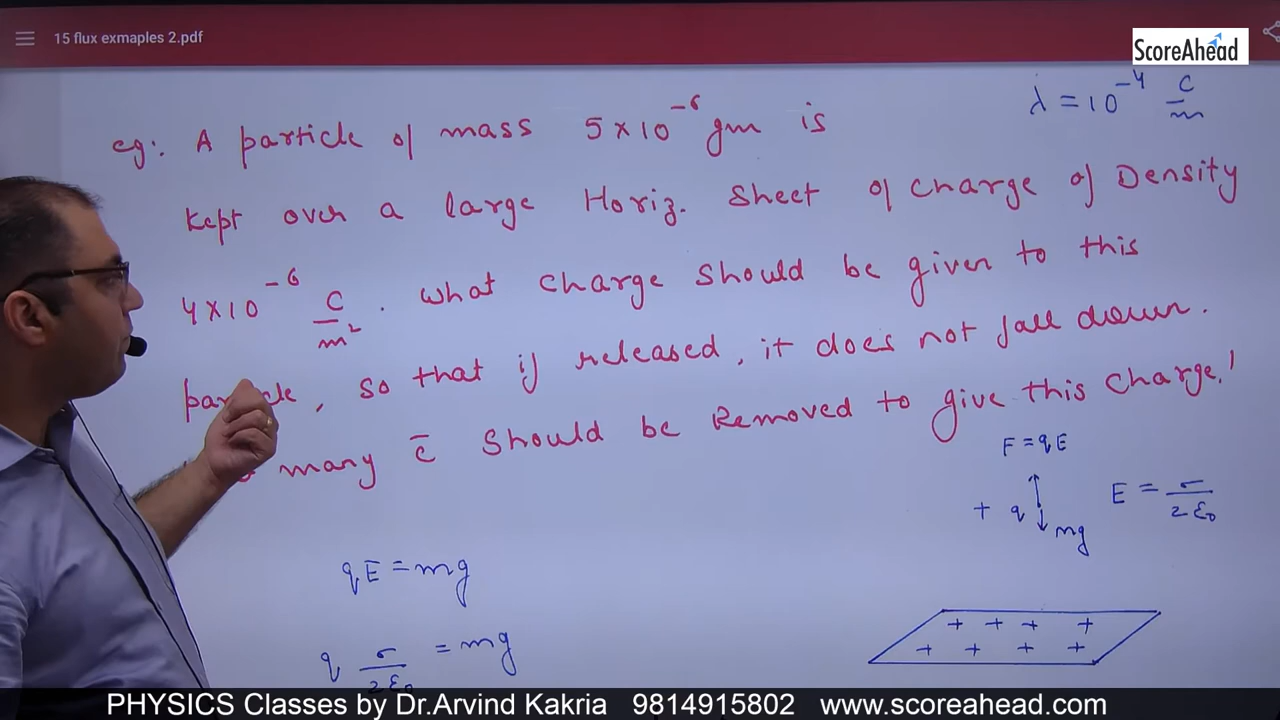 15 flux exmaples 2.pdf
ScoreAhead
λ = 10⁻⁴ C/m
eg:. A particle of mass 5×10⁻⁶ gm is
kept over a large Horiz. Sheet of charge of Density
4×10⁻⁶ C/m². what charge should be given to this
particle, so that if released, it does not fall down.
many e̅ should be Removed to give this charge.'
F = qE
+ q mg
E = σ/2ε₀
qE = mg
q σ/2ε₀ = mg
+ + + +
+ + + +
PHYSICS Classes by Dr.Arvind Kakria 9814915802 www.scoreahead.com